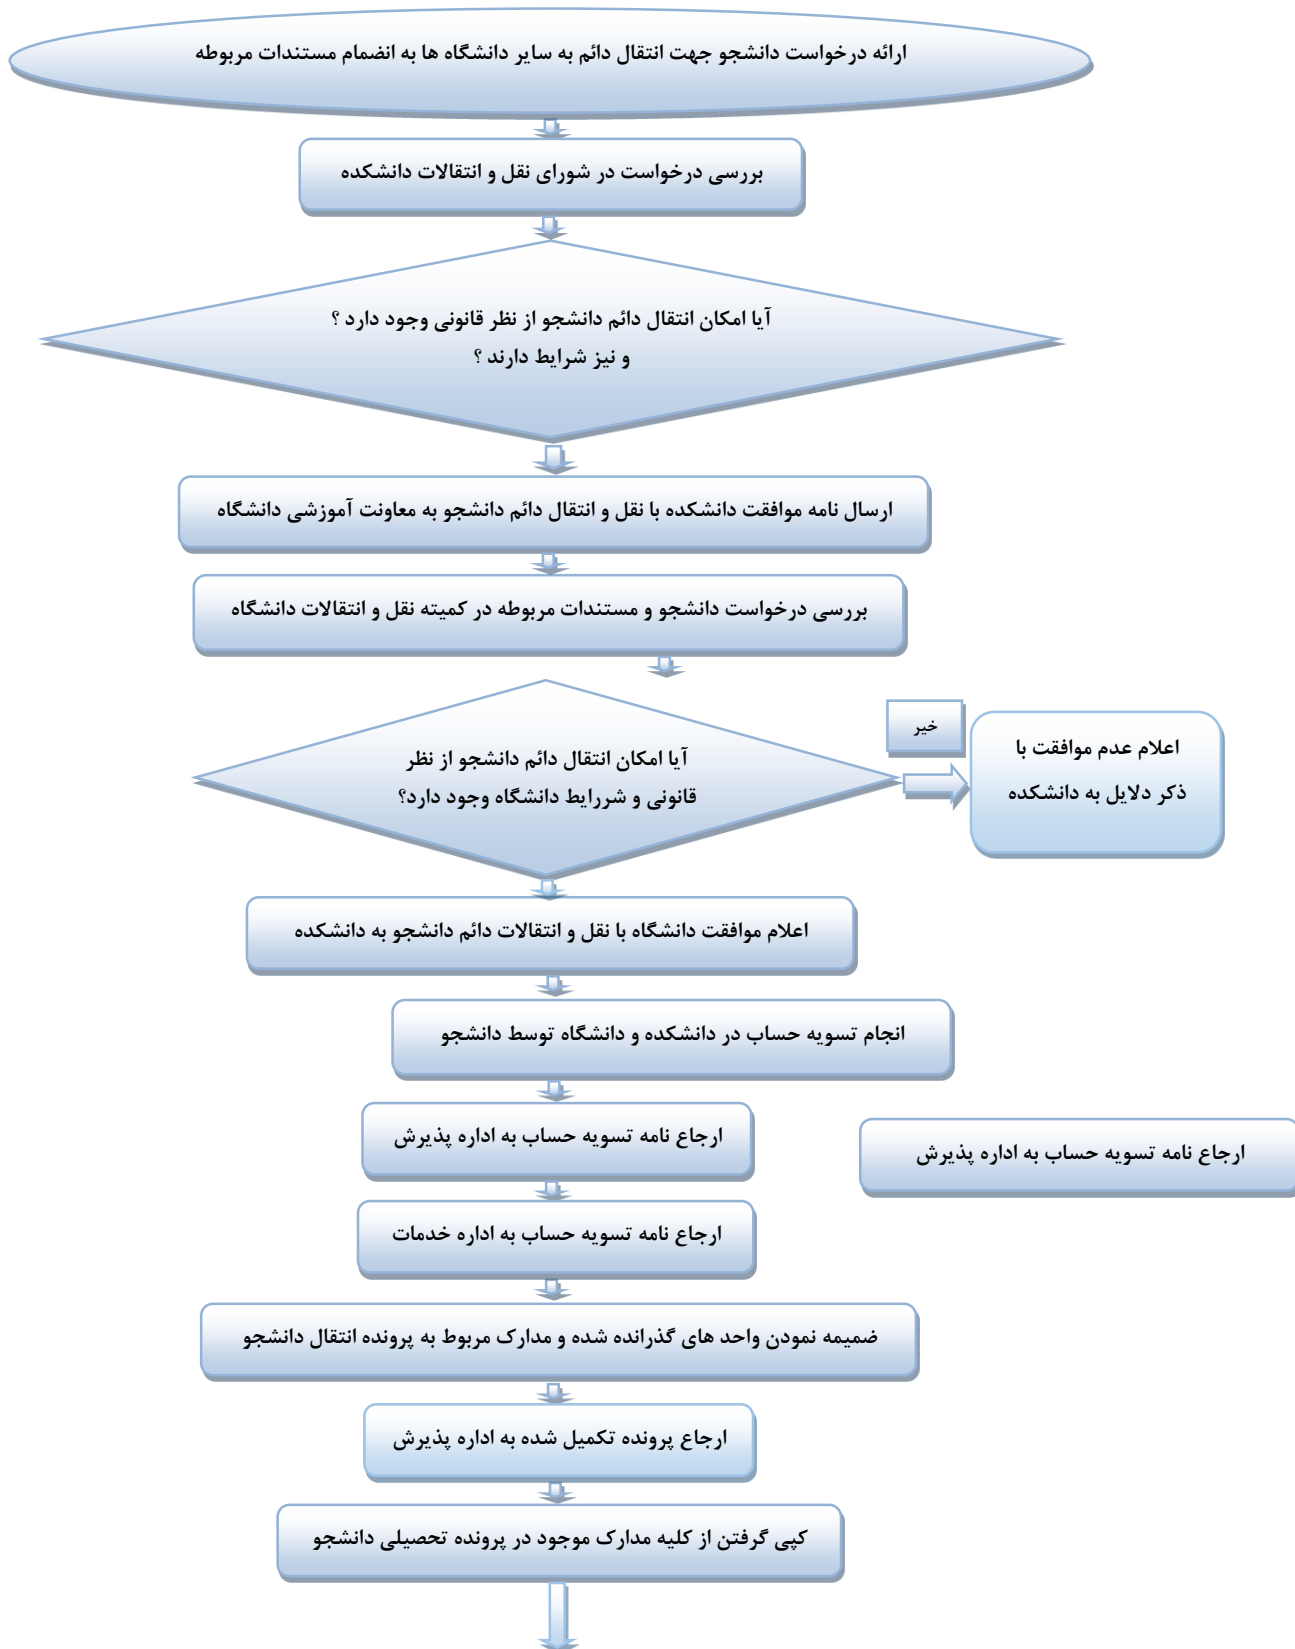 ارائه درخواست دانشجو جهت انتقال دائم به سایر دانشگاه ها به انضمام مستندات مربوطه
بررسی درخواست در شورای نقل و انتقالات دانشکده
آیا امکان انتقال دائم دانشجو از نظر قانونی وجود دارد ؟
و نیز شرایط دارند ؟
ارسال نامه موافقت دانشکده با نقل و انتقال دائم دانشجو به معاونت آموزشی دانشگاه
بررسی درخواست دانشجو و مستندات مربوطه در کمیته نقل و انتقالات دانشگاه
آیا امکان انتقال دائم دانشجو از نظر
قانونی و شررایط دانشگاه وجود دارد؟
خیر
اعلام عدم موافقت با
ذکر دلایل به دانشکده
اعلام موافقت دانشگاه با نقل و انتقالات دائم دانشجو به دانشکده
انجام تسویه حساب در دانشکده و دانشگاه توسط دانشجو
ارجاع نامه تسویه حساب به اداره پذیرش
ارجاع نامه تسویه حساب به اداره پذیرش
ارجاع نامه تسویه حساب به اداره خدمات
ضمیمه نمودن واحد های گذرانده شده و مدارک مربوط به پرونده انتقال دانشجو
ارجاع پرونده تکمیل شده به اداره پذیرش
کپی گرفتن از کلیه مدارک موجود در پرونده تحصیلی دانشجو